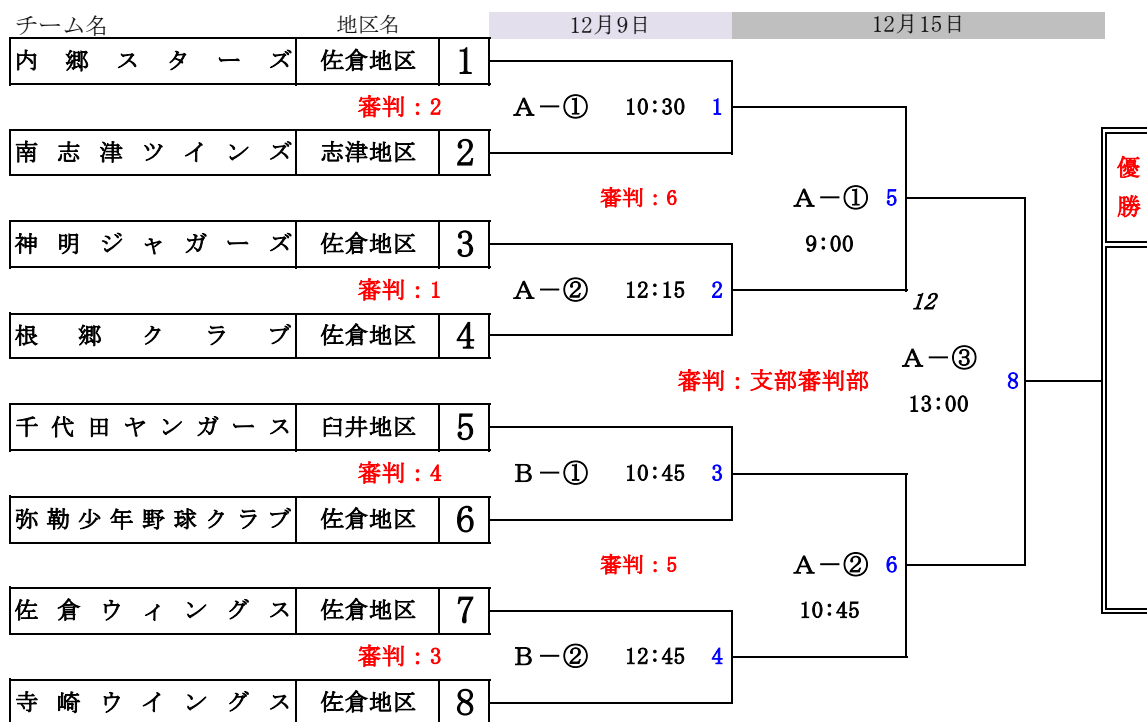 チーム名 地区名 12月9日 12月15日
内郷スターズ 佐倉地区 1
審判：2 A－① 10:30 1
南志津ツインズ 志津地区 2
優勝
審判：6 A－① 5
神明ジャガーズ 佐倉地区 3 9:00
審判：1 A－② 12:15 2
12
根郷クラブ 佐倉地区 4
A－③
審判：支部審判部 8
13:00
千代田ヤンガース 臼井地区 5
審判：4 B－① 10:45 3
弥勒少年野球クラブ 佐倉地区 6
審判：5 A－② 6
佐倉ウィングス 佐倉地区 7 10:45
審判：3 B－② 12:45 4
寺崎ウイングス 佐倉地区 8